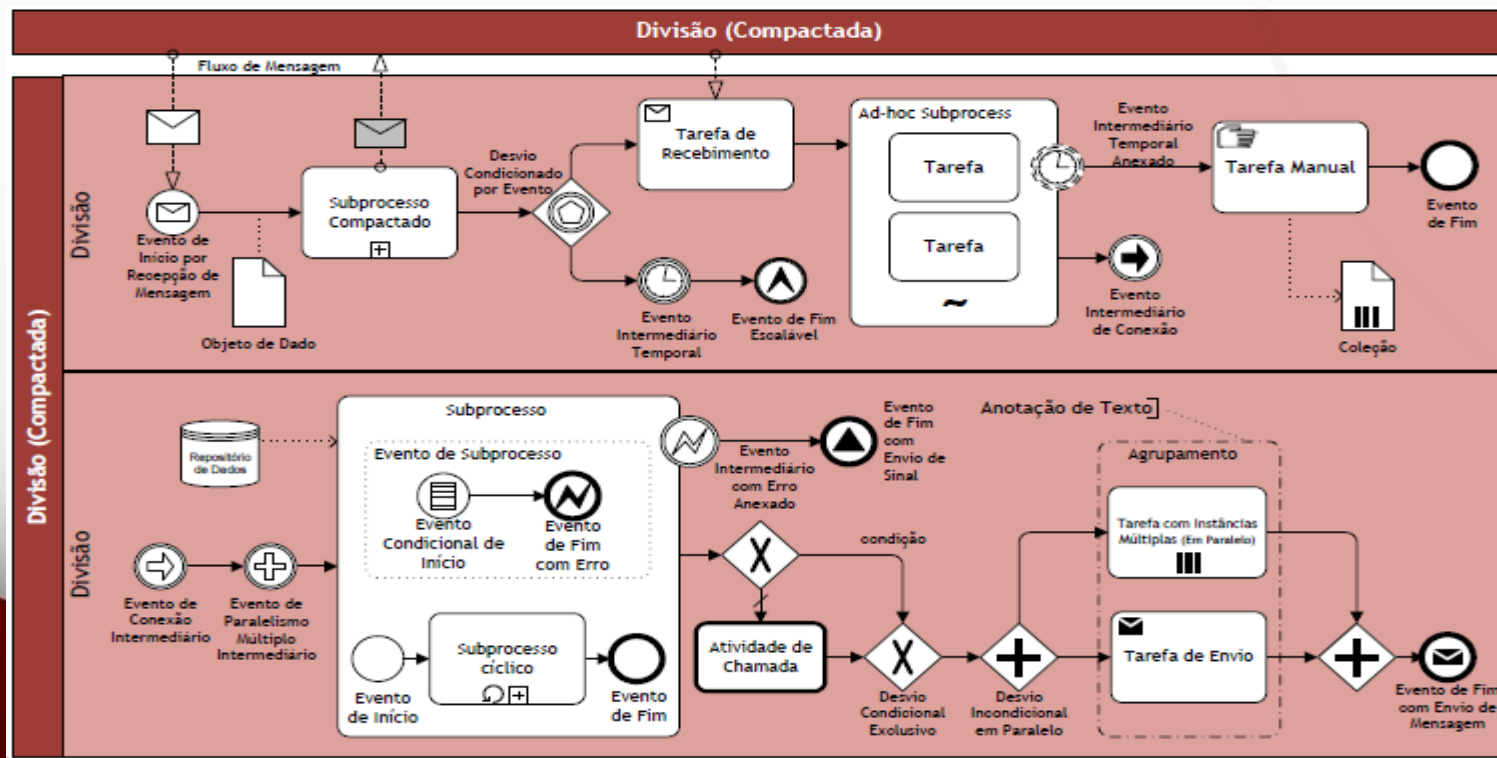 Divisão (Compactada)
Fluxo de Mensagem
Divisão (Compactada)
Divisão
Evento de
Início por
Recepção de
Mensagem
Objeto de Dado
Subprocesso
Compactado
Desvio
Condicionado
por Evento
Tarefa de
Recebimento
Evento
Intermediário
Temporal
Evento de Fim
Escalável
Ad-hoc Subprocess
Tarefa
Tarefa
Evento
Intermediário
Temporal
Anexado
Evento
Intermediário
de Conexão
Tarefa Manual
Evento
de Fim
Coleção
Divisão
Repositório
de Dados
Evento de
Conexão
Intermediário
Evento de
Paralelismo
Múltiplo
Intermediário
Subprocesso
Evento de Subprocesso
Evento
Condicional de
Início
Evento
de Fim
com Erro
Evento
de Início
Subprocesso
cíclico
Evento
de Fim
Evento
Intermediário
com Erro
Anexado
Evento
de Fim
com
Envio de
Sinal
condição
Atividade de
Chamada
Desvio
Condicional
Exclusivo
Desvio
Incondicional
em Paralelo
Anotação de Texto
Agrupamento
Tarefa com Instâncias
Múltiplas (Em Paralelo)
Tarefa de Envio
Evento de Fim
com Envio de
Mensagem